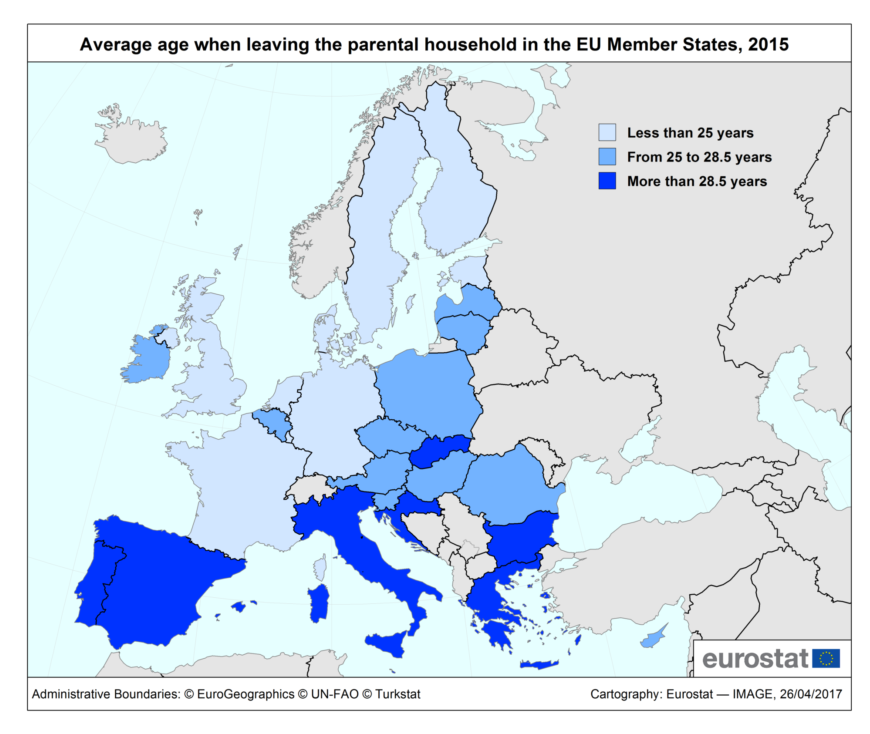 Average age when leaving the parental household in the EU Member States, 2015
Less than 25 years
From 25 to 28.5 years
More than 28.5 years
eurostat
Administrative Boundaries: © EuroGeographics © UN-FAO © Turkstat
Cartography: Eurostat — IMAGE, 26/04/2017